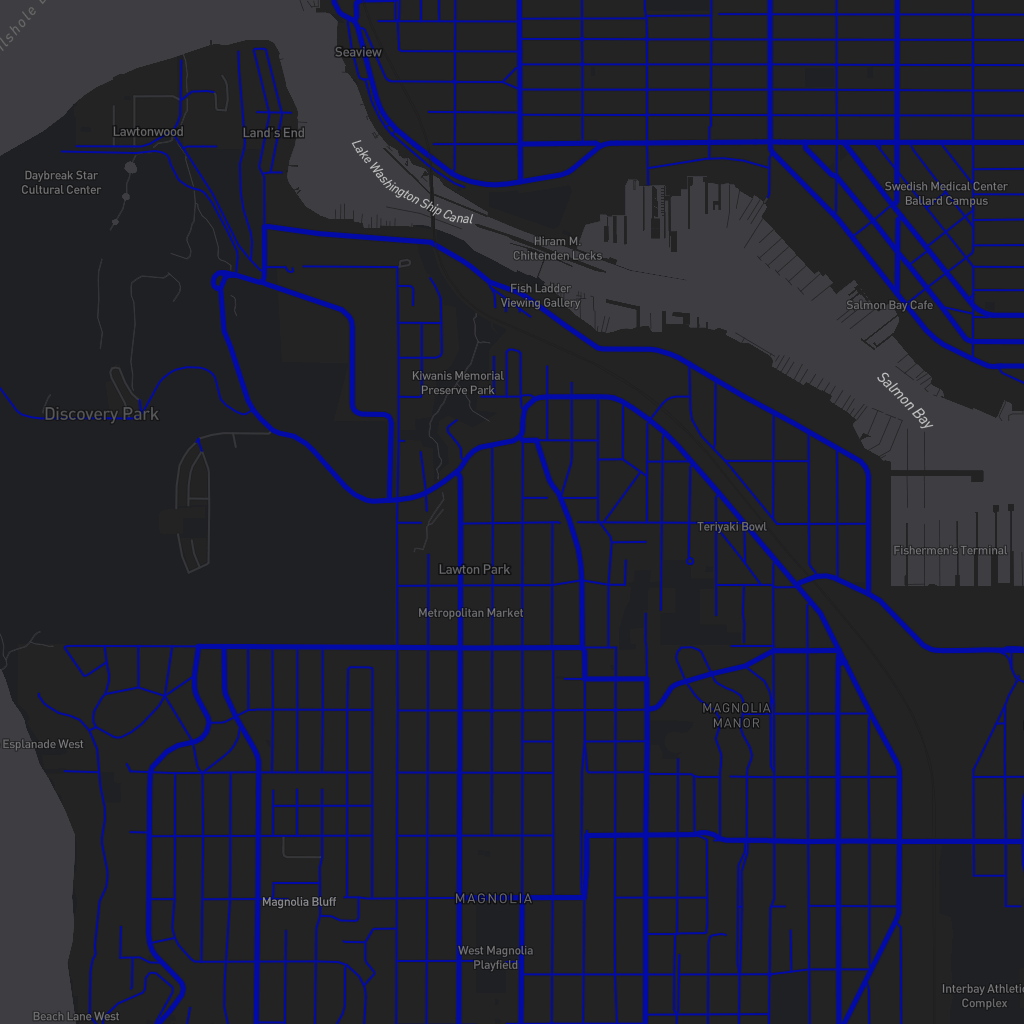 Seaview
Lawtonwood
Land's End
Lake Washington Ship Canal
Daybreak Star
Cultural Center
Swedish Medical Center
Ballard Campus
Hiram M.
Chittenden Locks
Fish Ladder
Viewing Gallery
Salmon Bay Cafe
Kiwanis Memorial
Preserve Park
Salmon Bay
Discovery Park
Teriyaki Bowl
Fishermen's Terminal
Lawton Park
Metropolitan Market
MAGNOLIA
MANOR
Esplanade West
Magnolia Bluff
MAGNOLIA
West Magnolia
Playfield
Interbay
Complex
Beach Lane West